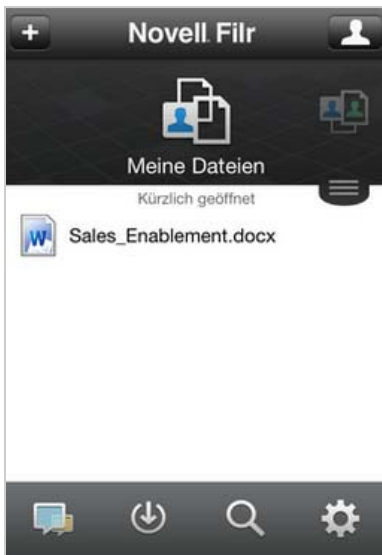 Novell Filr
Meine Dateien
Kürzlich geöffnet
Sales_Enablement.docx